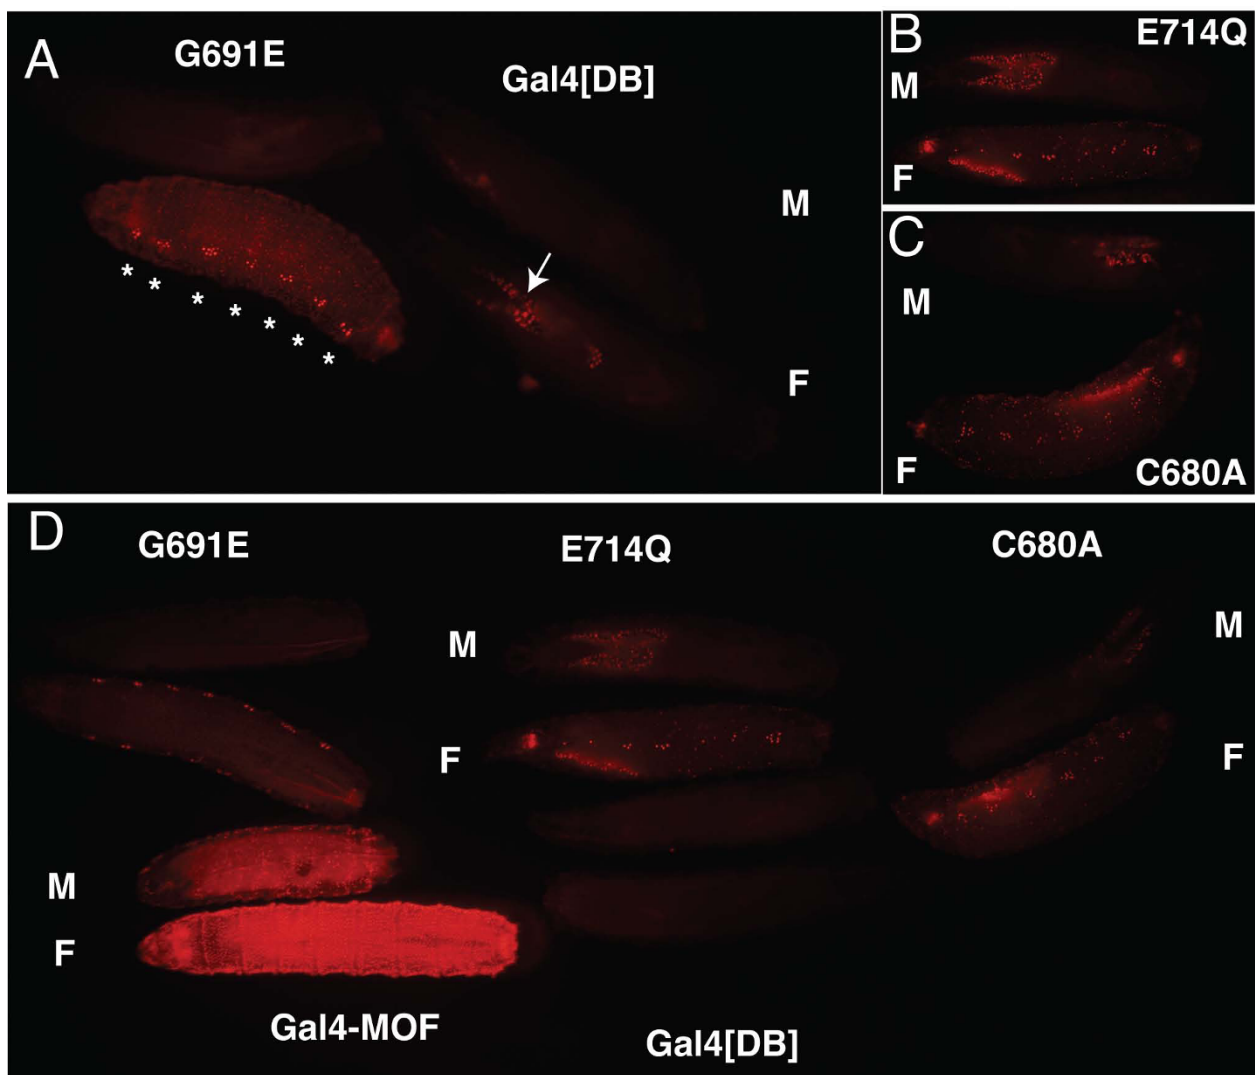 A
G691E
Gal4[DB]
M
F
* * * * * * *
B
E714Q
M
F
C
M
F
C680A
D
G691E
E714Q
C680A
M
M
F
F
M
F
Gal4-MOF
Gal4[DB]